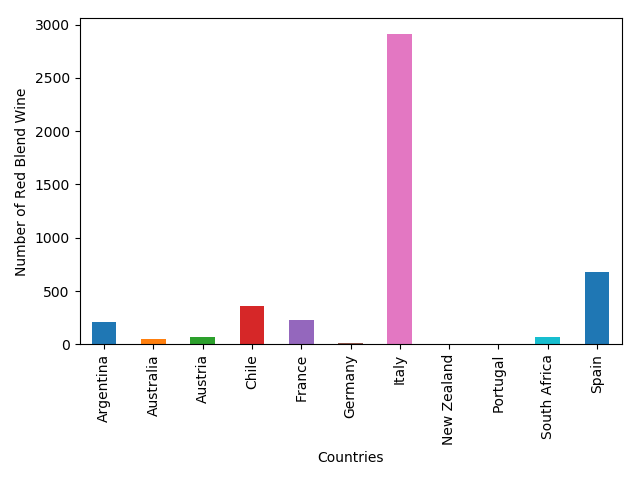 3000
2500
2000
1500
1000
500
0
Number of Red Blend Wine
Argentina
Australia
Austria
Chile
France
Germany
Italy
New Zealand
Portugal
South Africa
Spain
Countries